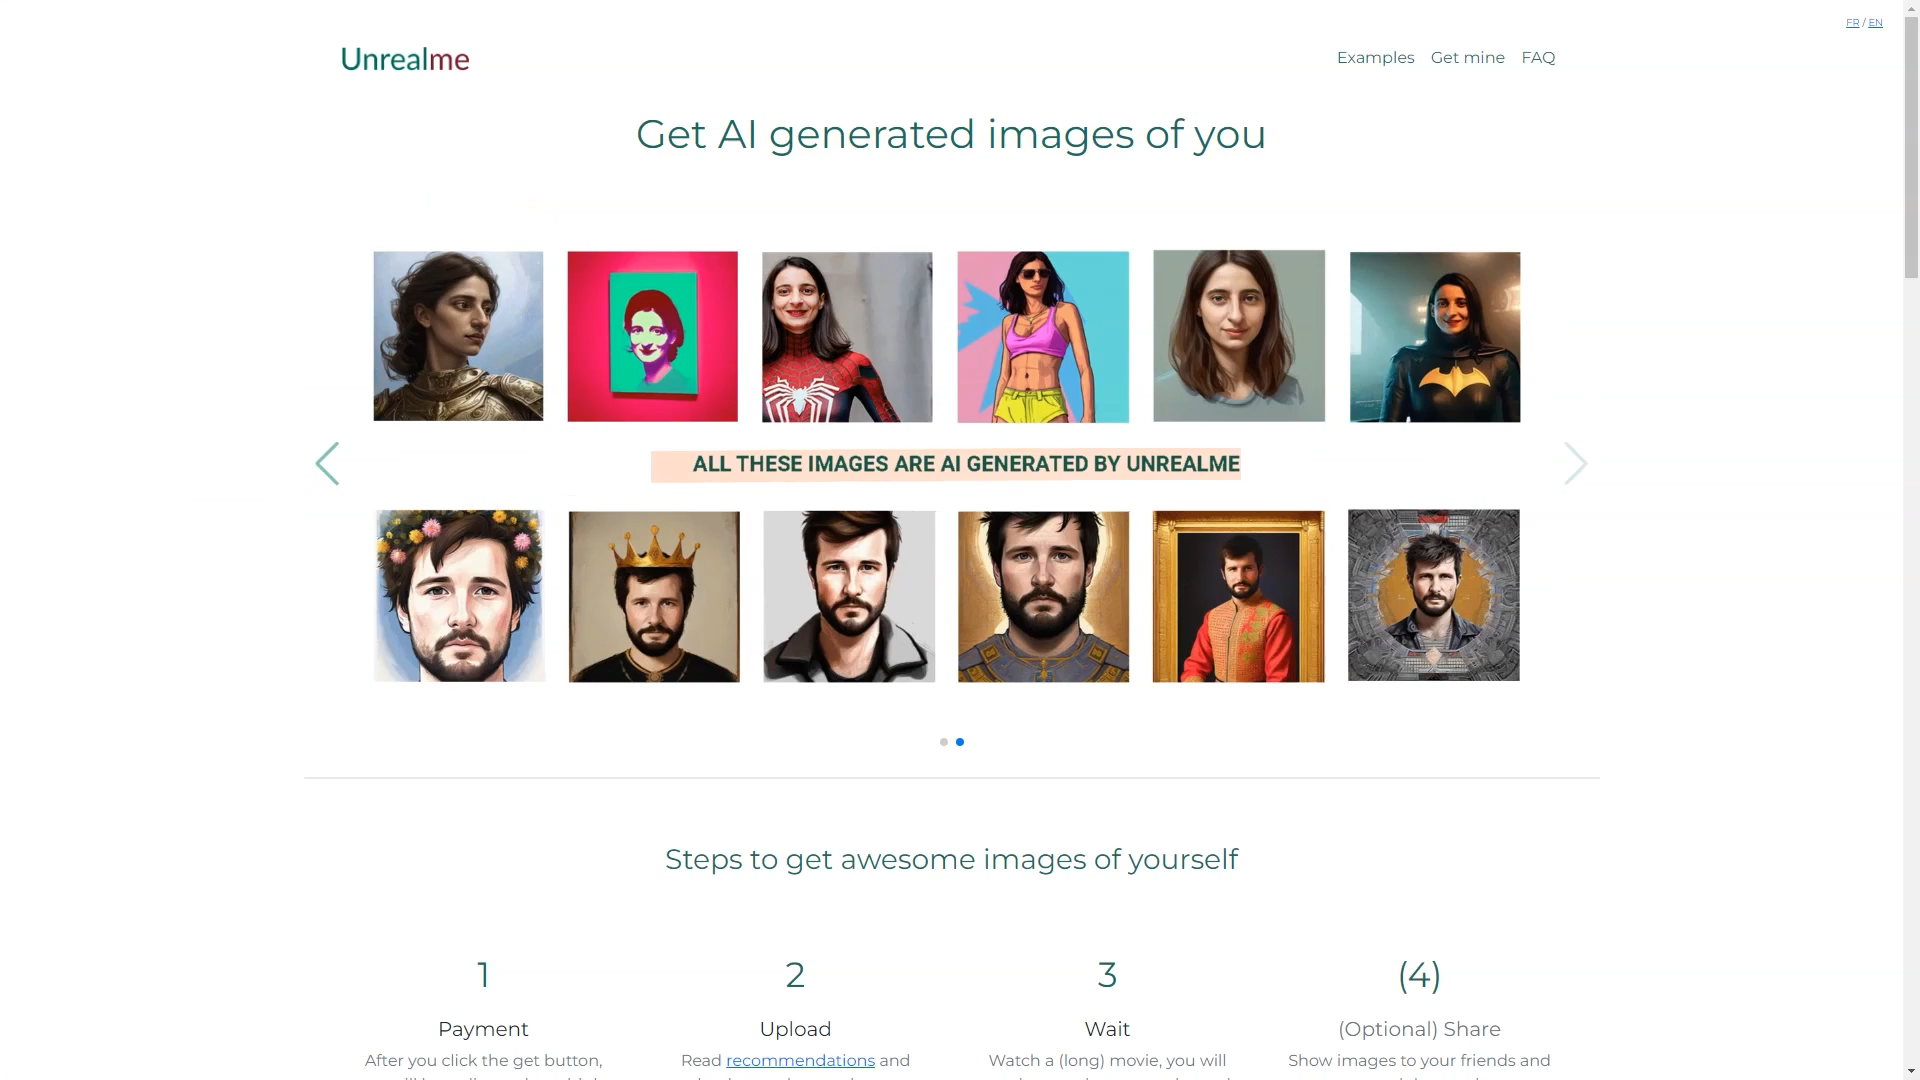 FR / EN
Unrealme
Examples Get mine FAQ
Get AI generated images of you
ALL THESE IMAGES ARE AI GENERATED BY UNREALME
Steps to get awesome images of yourself
1
Payment
After you click the get button,
2
Upload
Read recommendations and
3
Wait
Watch a (long) movie, you will
(4)
(Optional) Share
Show images to your friends and